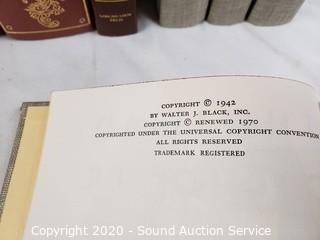 COPYRIGHT © 1942
BY WALTER J. BLACK, INC.
COPYRIGHT © RENEWED 1970
COPYRIGHTED UNDER THE UNIVERSAL COPYRIGHT CONVENTION
ALL RIGHTS RESERVED
TRADEMARK REGISTERED
Copyright 2020 - Sound Auction Service